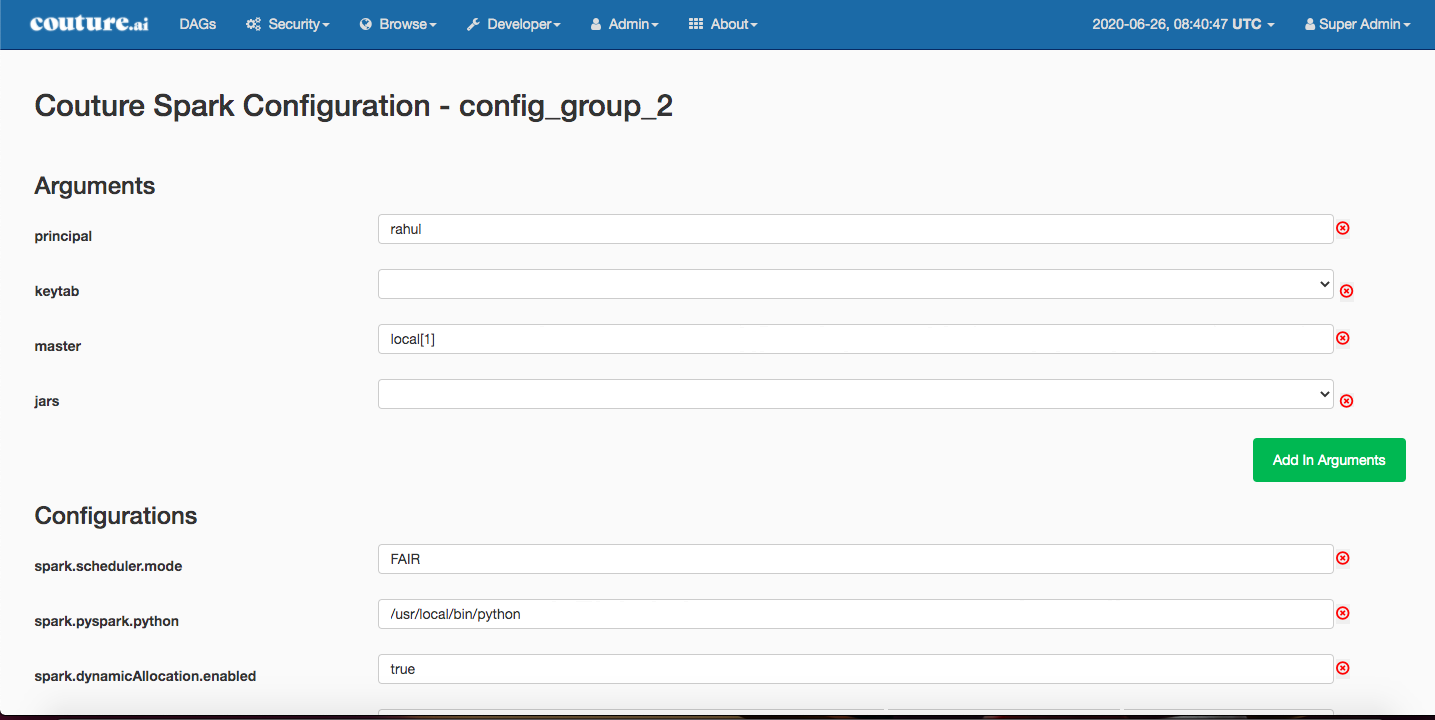 couture.ai DAGs Security Browse Developer Admin About 2020-06-26, 08:40:47 UTC Super Admin
Couture Spark Configuration - config_group_2
Arguments
principal rahul
keytab
master local[1]
jars
Add In Arguments
Configurations
spark.scheduler.mode FAIR
spark.pyspark.python /usr/local/bin/python
spark.dynamicAllocation.enabled true